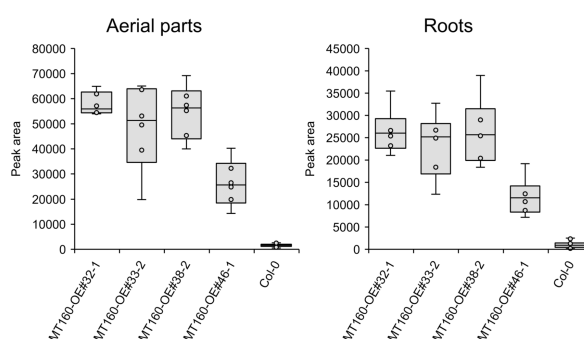 Aerial parts
Roots
Peak area
80000
70000
60000
50000
40000
30000
20000
10000
0
MT160-OE#32-1
MT160-OE#33-2
MT160-OE#38-2
MT160-OE#46-1
Col-0
Peak area
45000
40000
35000
30000
25000
20000
15000
10000
5000
0
MT160-OE#32-1
MT160-OE#33-2
MT160-OE#38-2
MT160-OE#46-1
Col-0